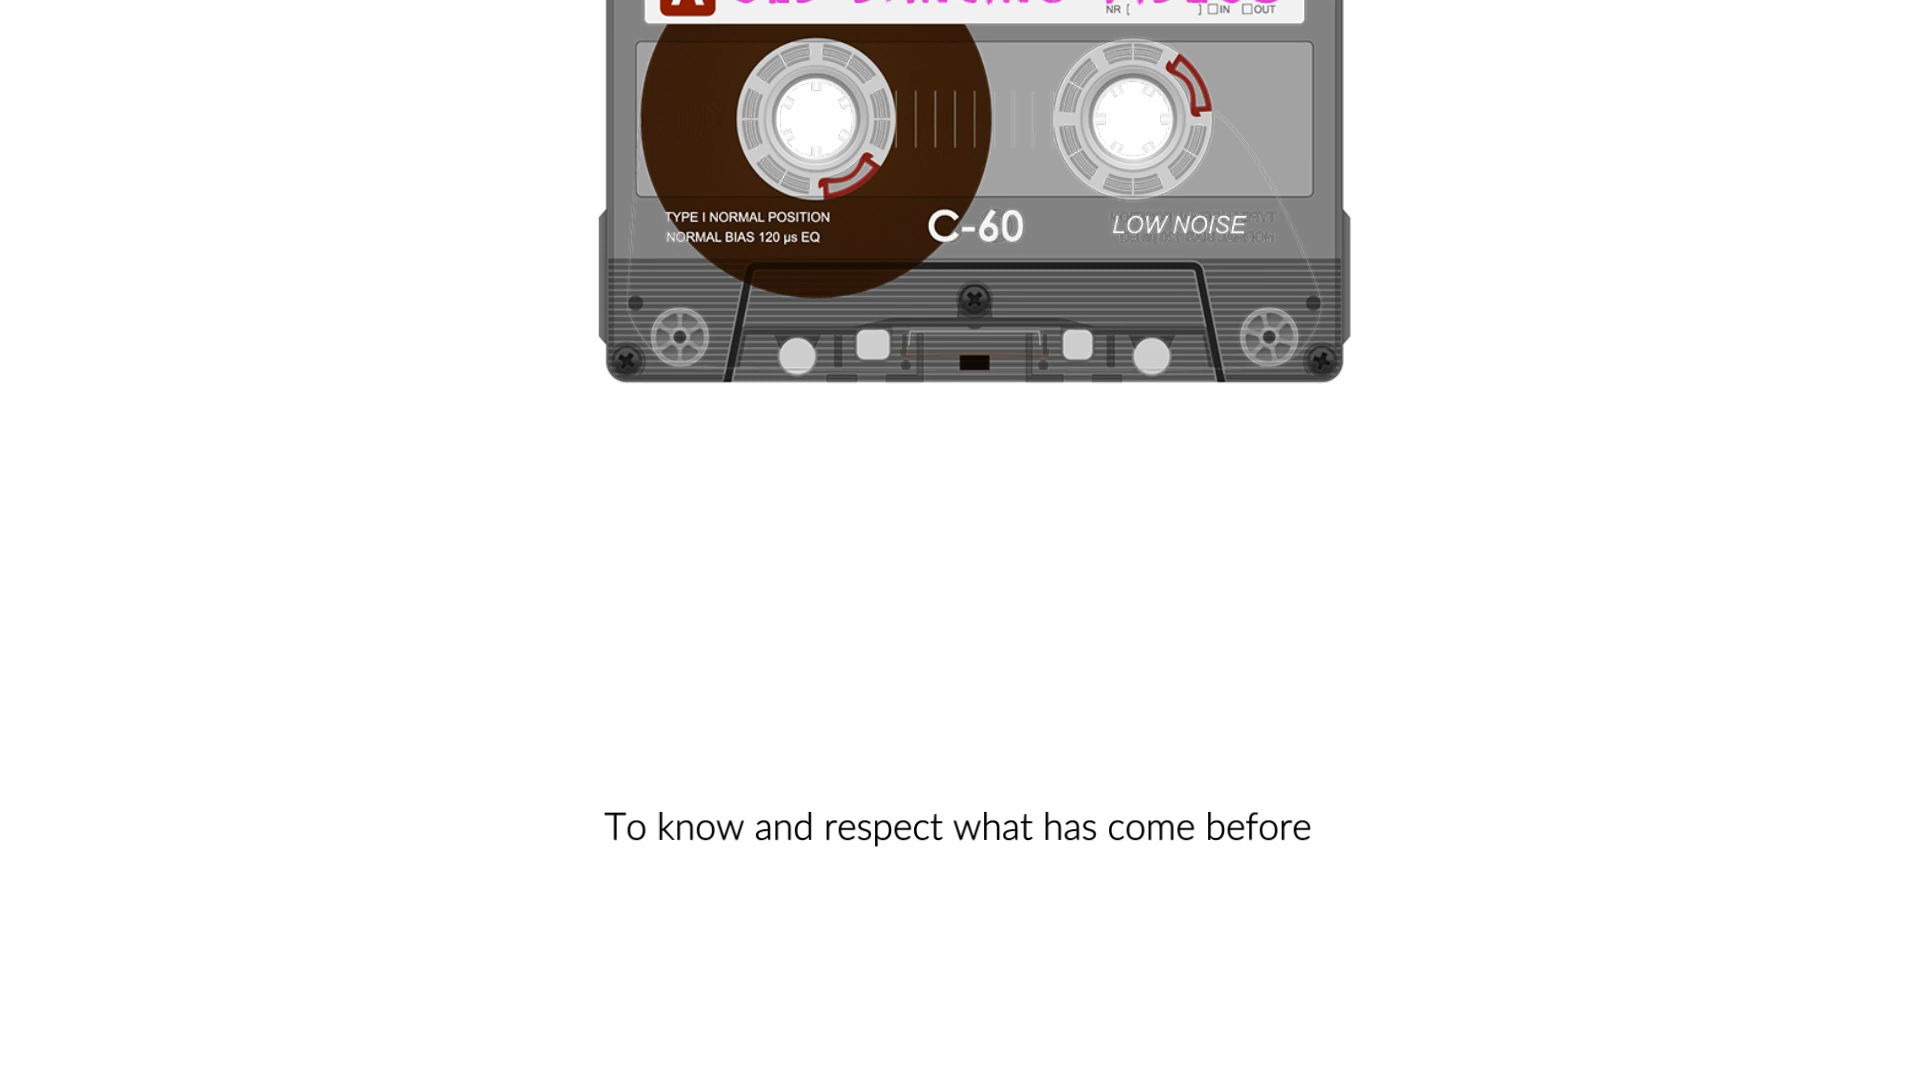 NR [ ] IN OUT
TYPE I NORMAL POSITION
NORMAL BIAS 120 µs EQ
C-60
LOW NOISE
To know and respect what has come before